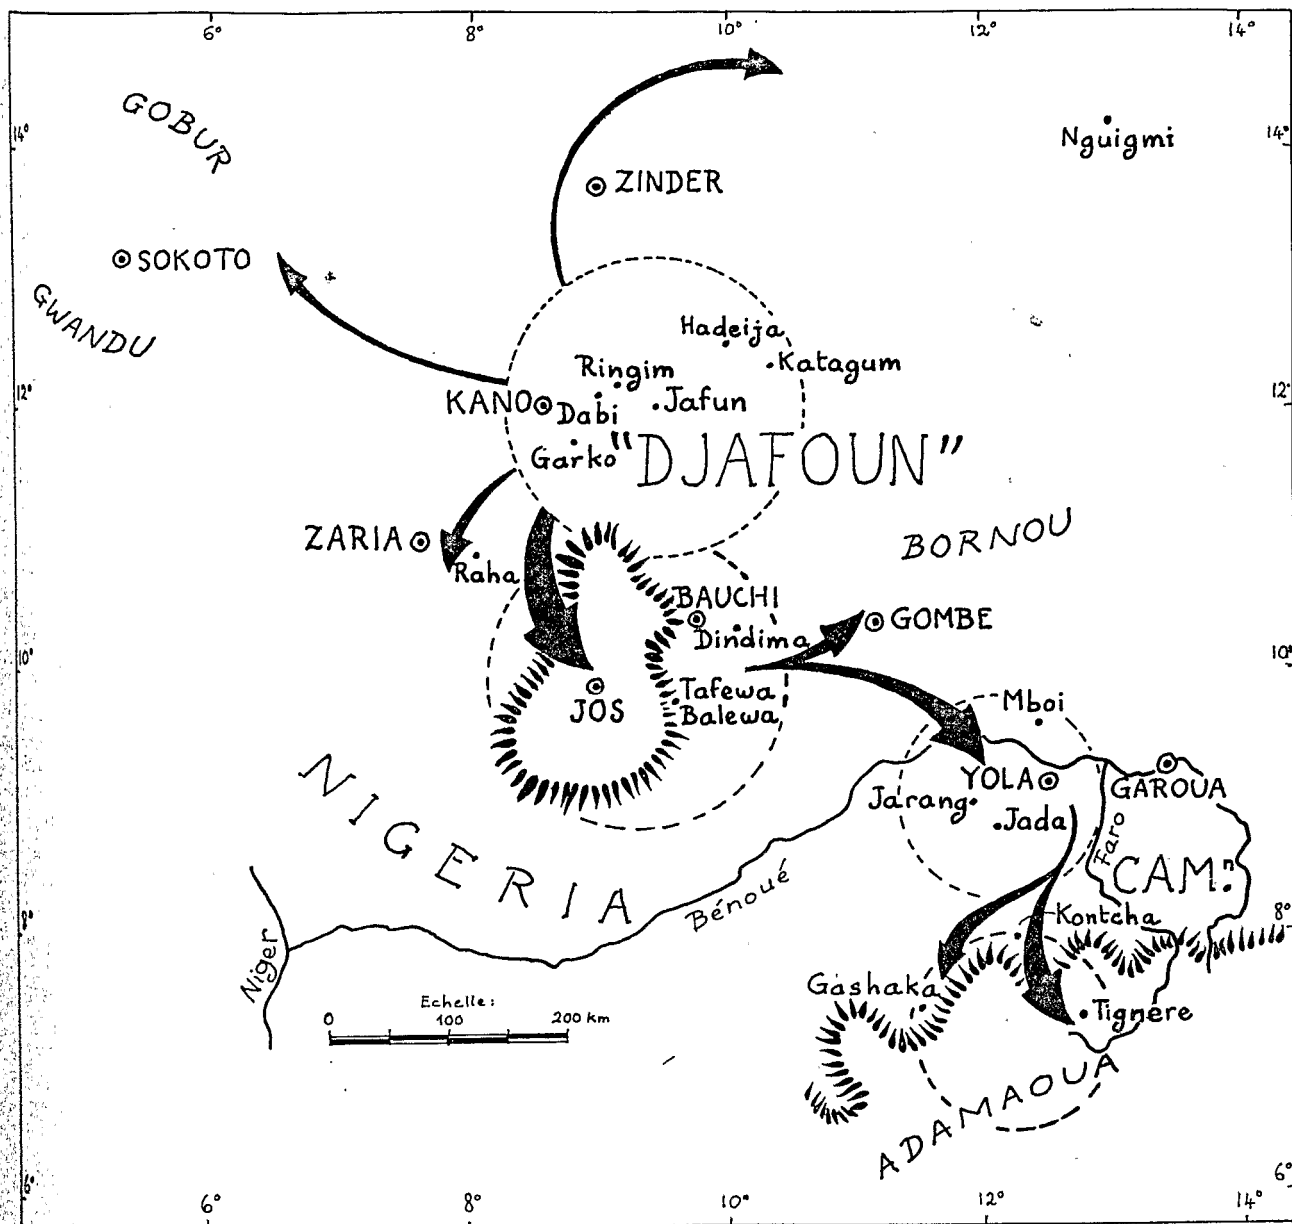 6°
8°
10°
12°
14°
GOBUR
14°
14°
Nguigmi
ZINDER
SOKOTO
GWANDU
Hadeija
Katagum
Ringim
12°
12°
KANO
Dabi
Jafun
Garko
"DJAFOUN"
ZARIA
BORNOU
Raha
BAUCHI
GOMBE
Dindima
10°
10°
JOS
Tafewa
Balewa
Mboi
YOLA
GAROUA
Jarang
Jada
NIGERIA
Faro
CAM.n
Bénoué
8°
8°
Kontcha
Niger
Gashaka
Echelle:
0 100 200 km
Tignère
ADAMAOUA
6°
6°
6°
8°
10°
12°
14°